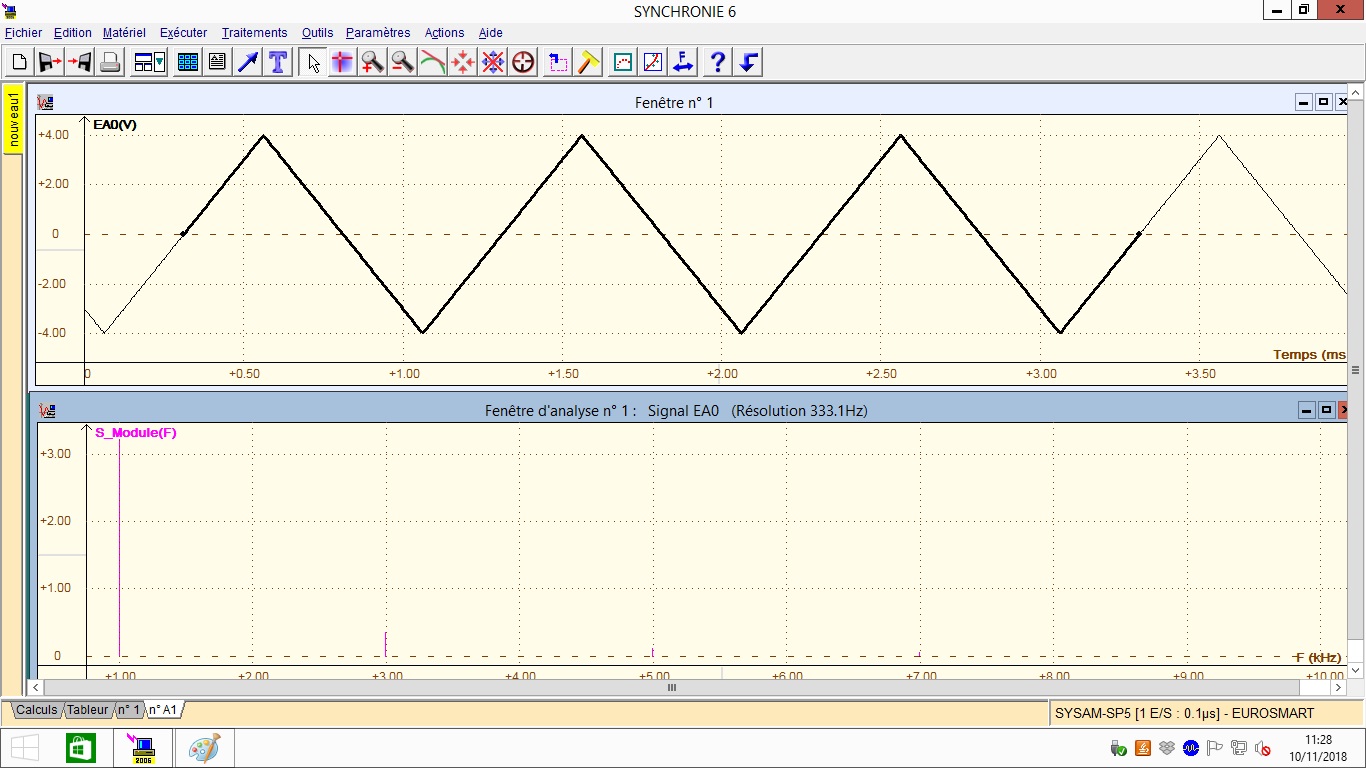 SYNCHRONIE 6
Fichier Edition Matériel Exécuter Traitements Outils Paramètres Actions Aide
nouveau1
Fenêtre n° 1
EA0(V)
+4.00
+2.00
0
-2.00
-4.00
Temps (ms
0 +0.50 +1.00 +1.50 +2.00 +2.50 +3.00 +3.50
Fenêtre d'analyse n° 1 : Signal EA0 (Résolution 333.1Hz)
S_Module(F)
+3.00
+2.00
+1.00
0
F (kHz)
+1.00 +2.00 +3.00 +4.00 +5.00 +6.00 +7.00 +8.00 +9.00 +10.00
Calculs Tableur n° 1 n° A1
SYSAM-SP5 [1 E/S : 0.1µs] - EUROSMART
2006
11:28
10/11/2018